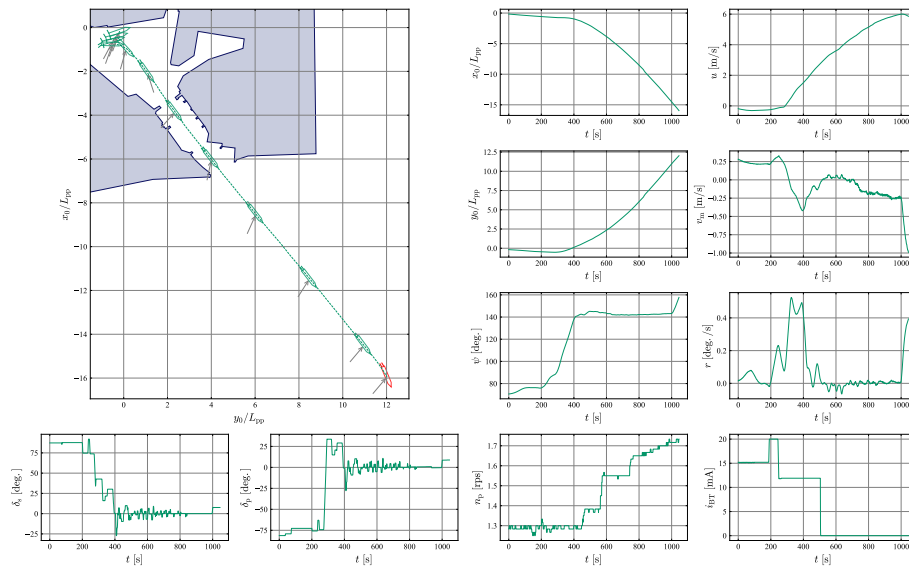 0
−2
−4
−6
−8
−10
−12
−14
−16
x₀/Lₚₚ
0 2 4 6 8 10 12
y₀/Lₚₚ
0
−5
−10
−15
x₀/Lₚₚ
0 200 400 600 800 1000
t [s]
6
4
2
0
u [m/s]
0 200 400 600 800 1000
t [s]
12.5
10.0
7.5
5.0
2.5
0.0
y₀/Lₚₚ
0 200 400 600 800 1000
t [s]
0.25
0.00
−0.25
−0.50
−0.75
−1.00
vₘ [m/s]
0 200 400 600 800 1000
t [s]
160
140
120
100
80
ψ [deg.]
0 200 400 600 800 1000
t [s]
0.4
0.2
0.0
r [deg./s]
0 200 400 600 800 1000
t [s]
75
50
25
0
−25
δₛ [deg.]
0 200 400 600 800 1000
t [s]
25
0
−25
−50
−75
δₚ [deg.]
0 200 400 600 800 1000
t [s]
1.7
1.6
1.5
1.4
1.3
nₚ [rps]
0 200 400 600 800 1000
t [s]
20
15
10
5
0
i_BT [mA]
0 200 400 600 800 1000
t [s]